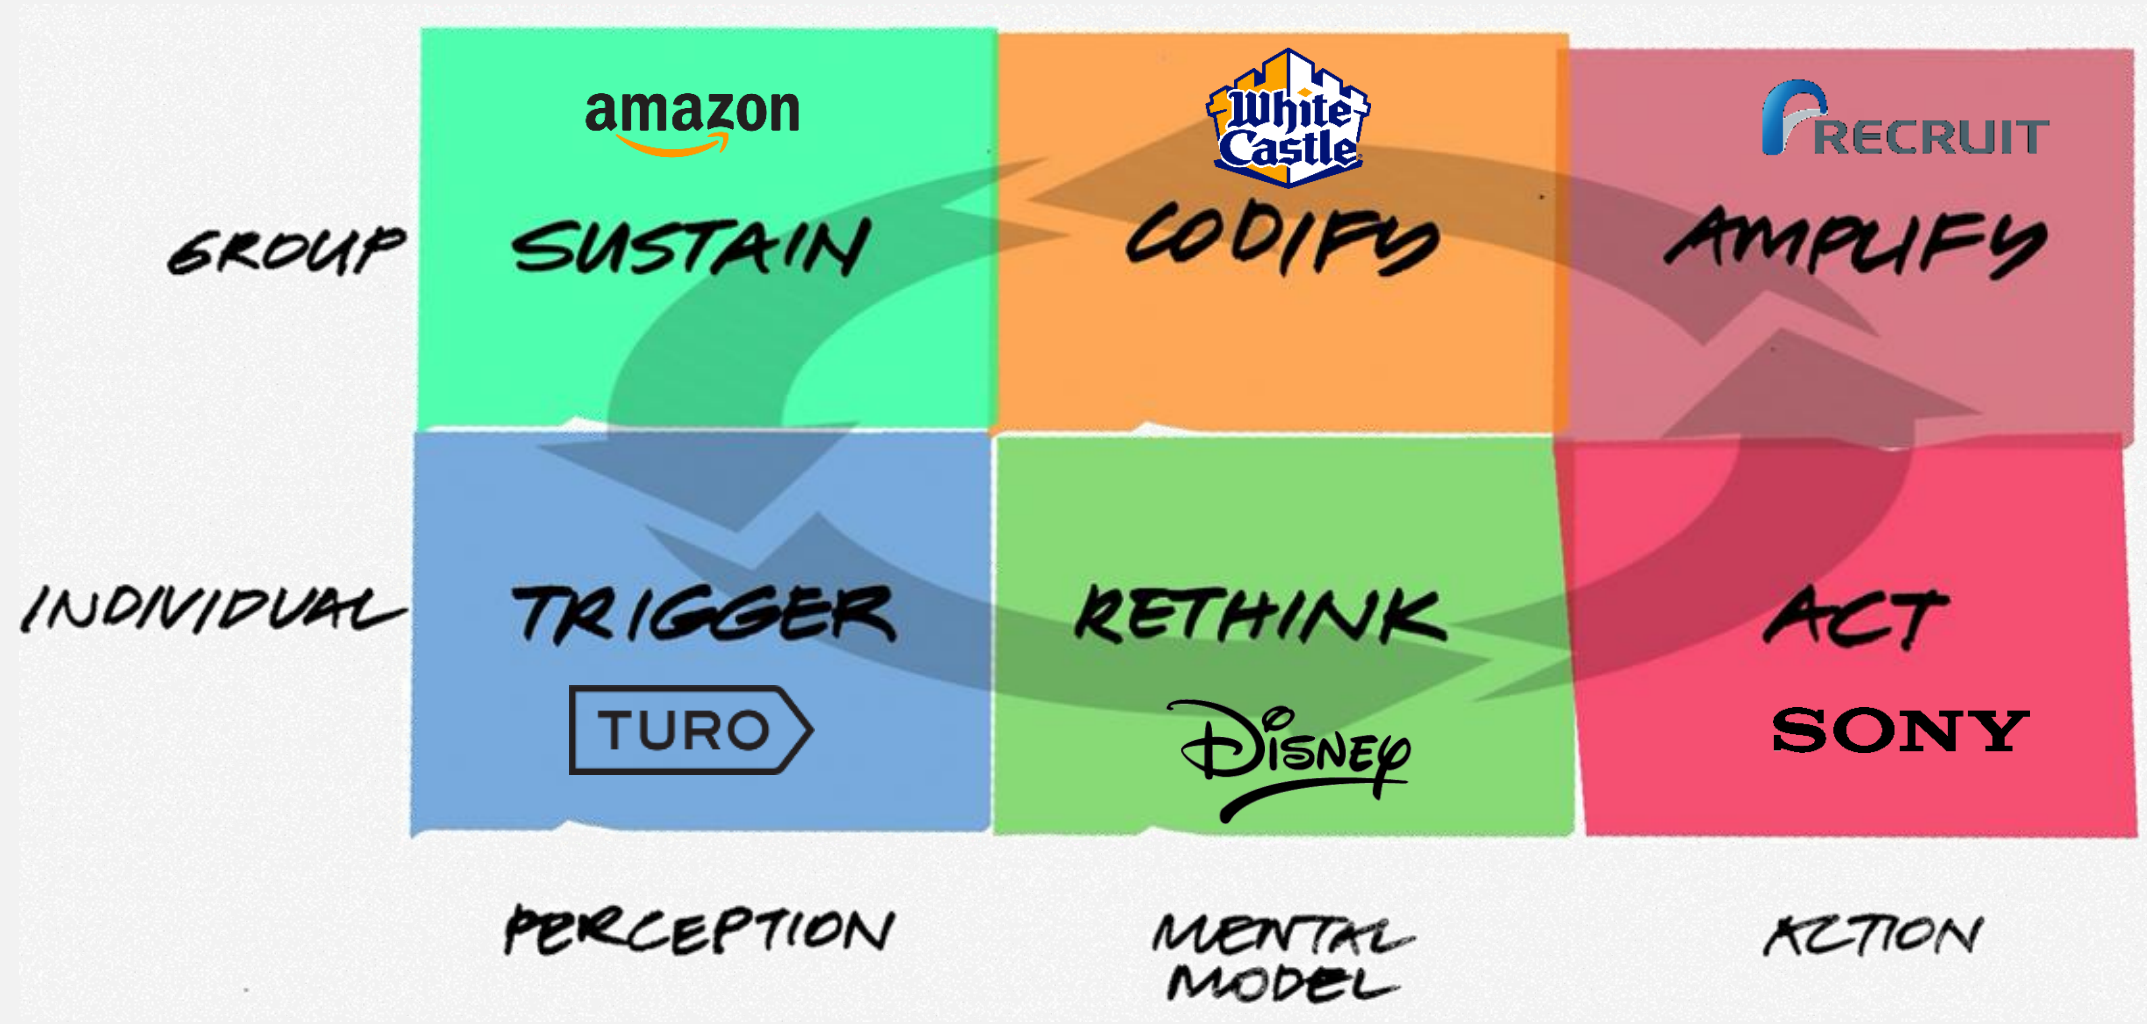 amazon
White
Castle
RECRUIT
GROUP
SUSTAIN
CODIFY
AMPLIFY
INDIVIDUAL
TRIGGER
RETHINK
ACT
TURO
DISNEY
SONY
PERCEPTION
MENTAL
MODEL
ACTION